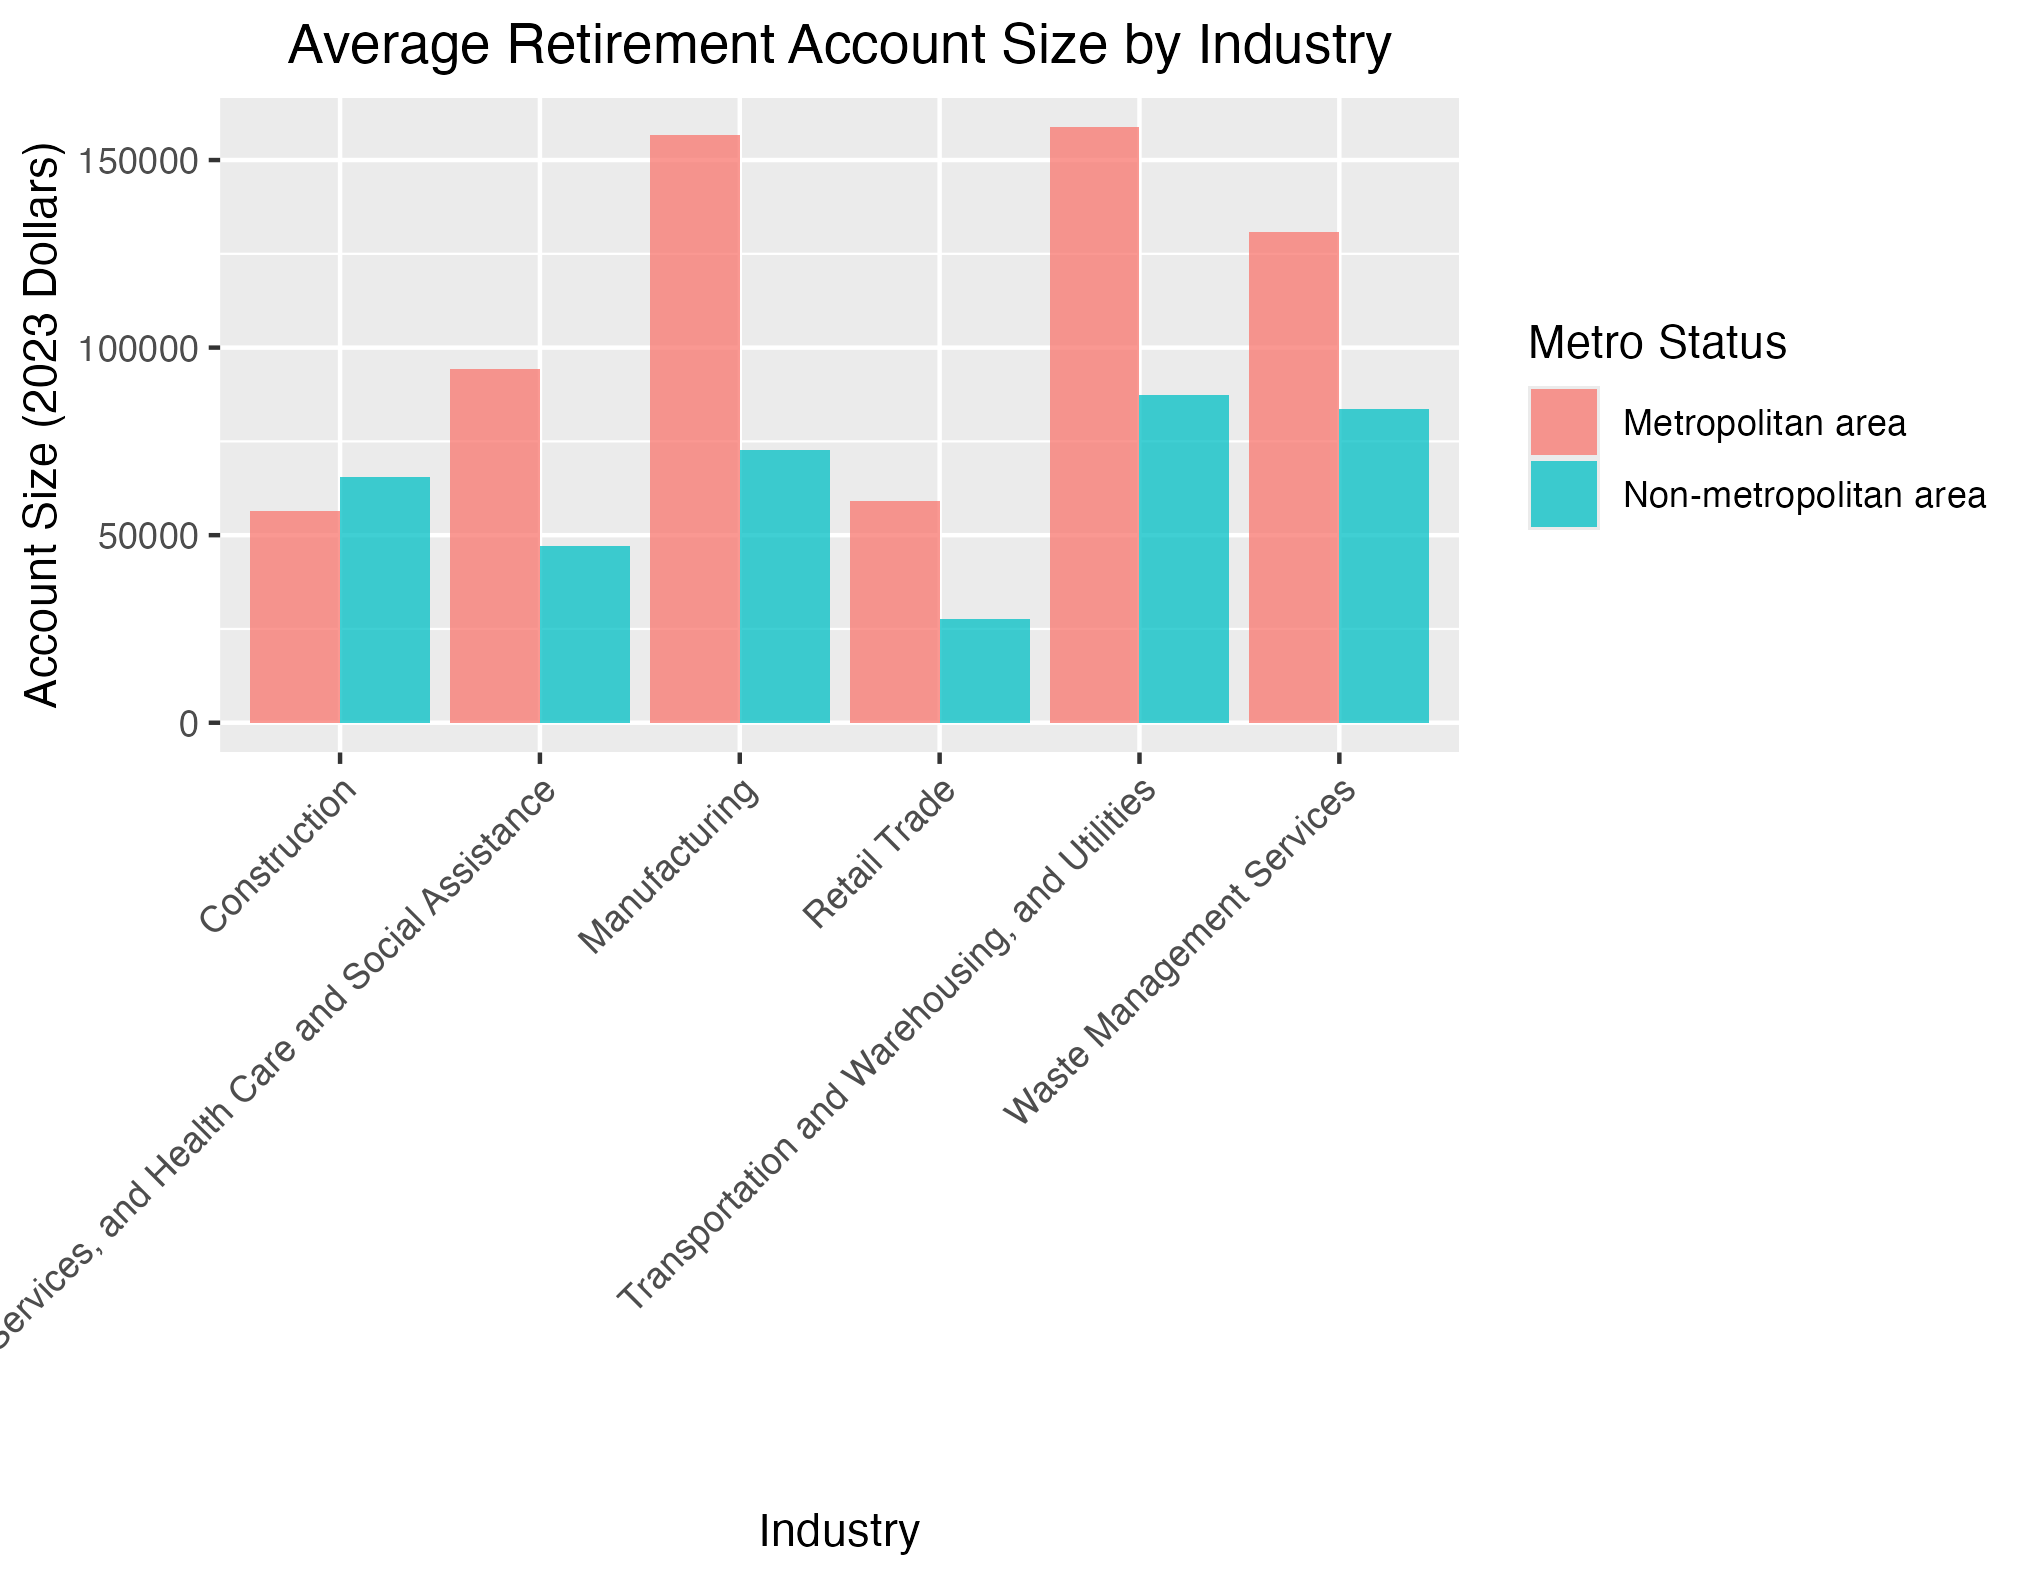 Average Retirement Account Size by Industry
Account Size (2023 Dollars)
150000
100000
50000
0
Construction
Services, and Health Care and Social Assistance
Manufacturing
Retail Trade
Transportation and Warehousing, and Utilities
Waste Management Services
Industry
Metro Status
Metropolitan area
Non-metropolitan area